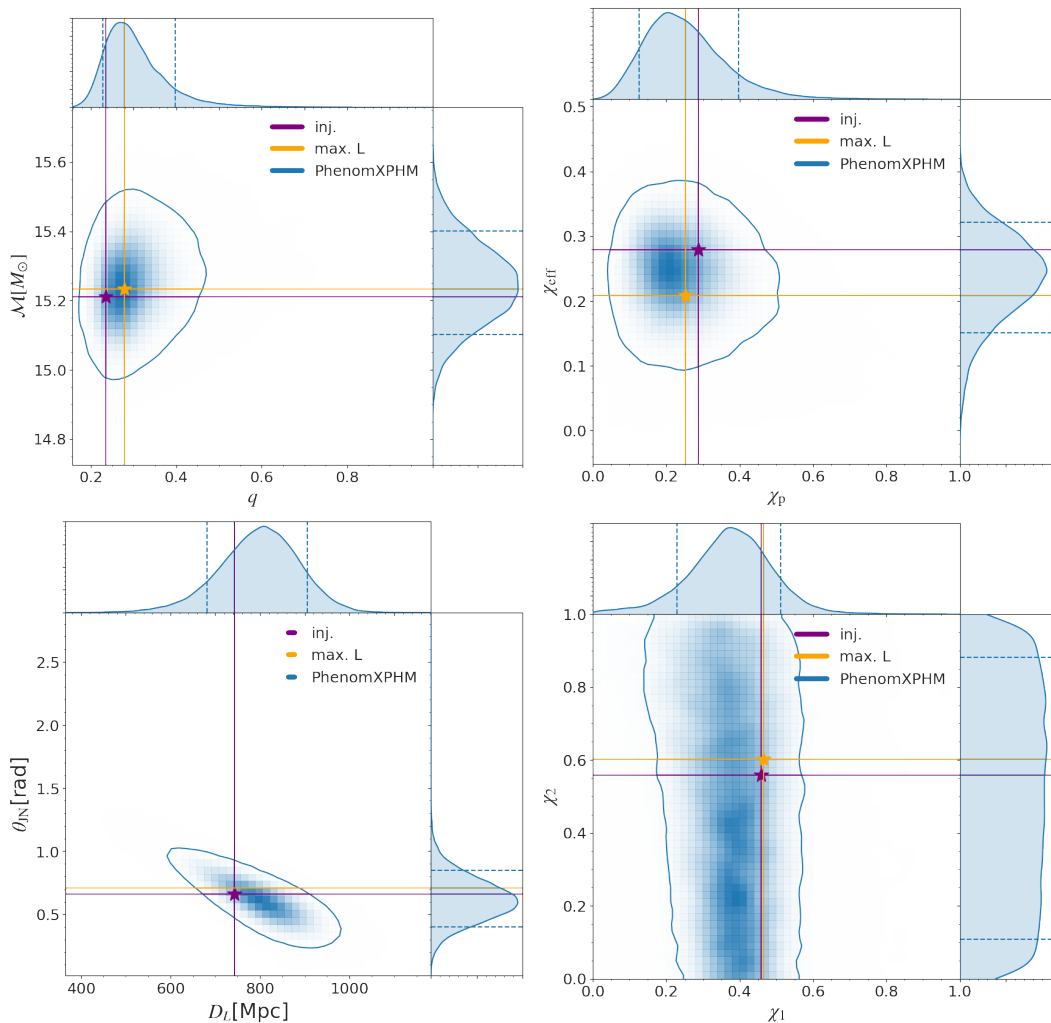 15.6
15.4
15.2
15.0
14.8
ℳ[M⊙]
inj.
max. L
PhenomXPHM
0.2 0.4 0.6 0.8
q
0.5
0.4
0.3
0.2
0.1
0.0
χeff
inj.
max. L
PhenomXPHM
0.0 0.2 0.4 0.6 0.8 1.0
χp
2.5
2.0
1.5
1.0
0.5
θJN[rad]
inj.
max. L
PhenomXPHM
400 600 800 1000
DL[Mpc]
1.0
0.8
0.6
0.4
0.2
0.0
χ2
inj.
max. L
PhenomXPHM
0.0 0.2 0.4 0.6 0.8 1.0
χ1